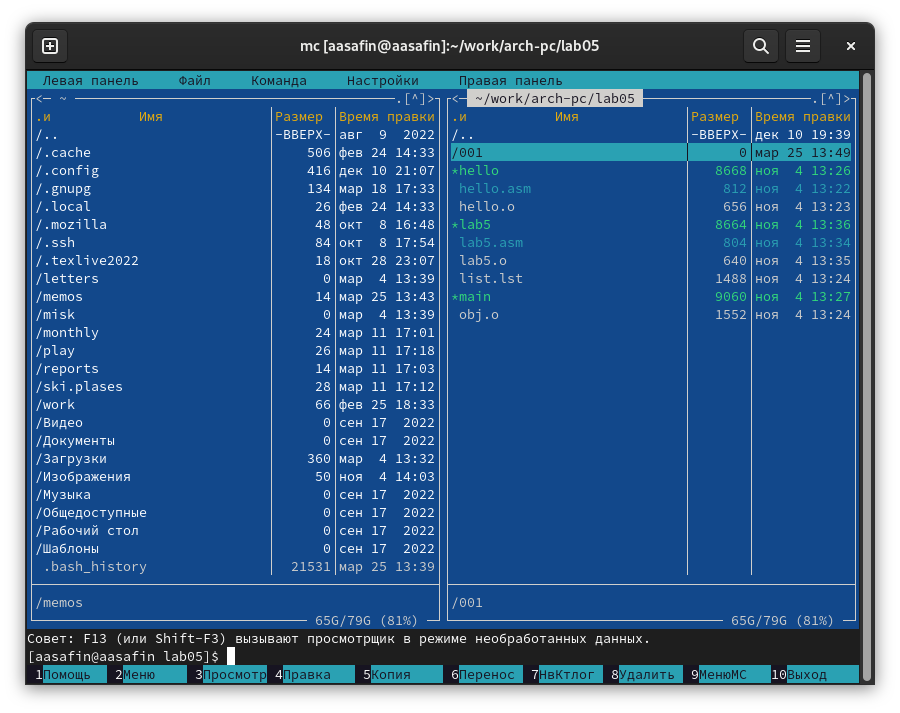 mc [aasafin@aasafin]:~/work/arch-pc/lab05
Левая панель Файл Команда Настройки Правая панель
<─ ~ .[^]>
.и Имя Размер Время правки
/.. -ВВЕРХ- авг 9 2022
/.cache 506 фев 24 14:33
/.config 416 дек 10 21:07
/.gnupg 134 мар 18 17:33
/.local 26 фев 24 14:33
/.mozilla 48 окт 8 16:48
/.ssh 84 окт 8 17:54
/.texlive2022 18 окт 28 23:07
/letters 0 мар 4 13:39
/memos 14 мар 25 13:43
/misk 0 мар 4 13:39
/monthly 24 мар 11 17:01
/play 26 мар 11 17:18
/reports 14 мар 11 17:03
/ski.plases 28 мар 11 17:12
/work 66 фев 25 18:33
/Видео 0 сен 17 2022
/Документы 0 сен 17 2022
/Загрузки 360 мар 4 13:32
/Изображения 50 ноя 4 14:03
/Музыка 0 сен 17 2022
/Общедоступные 0 сен 17 2022
/Рабочий стол 0 сен 17 2022
/Шаблоны 0 сен 17 2022
.bash_history 21531 мар 25 13:39
/memos
65G/79G (81%)
<─ ~/work/arch-pc/lab05 .[^]>
.и Имя Размер Время правки
/.. -ВВЕРХ- дек 10 19:39
/001 0 мар 25 13:49
*hello 8668 ноя 4 13:26
hello.asm 812 ноя 4 13:22
hello.o 656 ноя 4 13:23
*lab5 8664 ноя 4 13:36
lab5.asm 804 ноя 4 13:34
lab5.o 640 ноя 4 13:35
list.lst 1488 ноя 4 13:24
*main 9060 ноя 4 13:27
obj.o 1552 ноя 4 13:24
/001
65G/79G (81%)
Совет: F13 (или Shift-F3) вызывают просмотрщик в режиме необработанных данных.
[aasafin@aasafin lab05]$
1Помощь 2Меню 3Просмотр 4Правка 5Копия 6Перенос 7НвКтлог 8Удалить 9МенюМС 10Выход